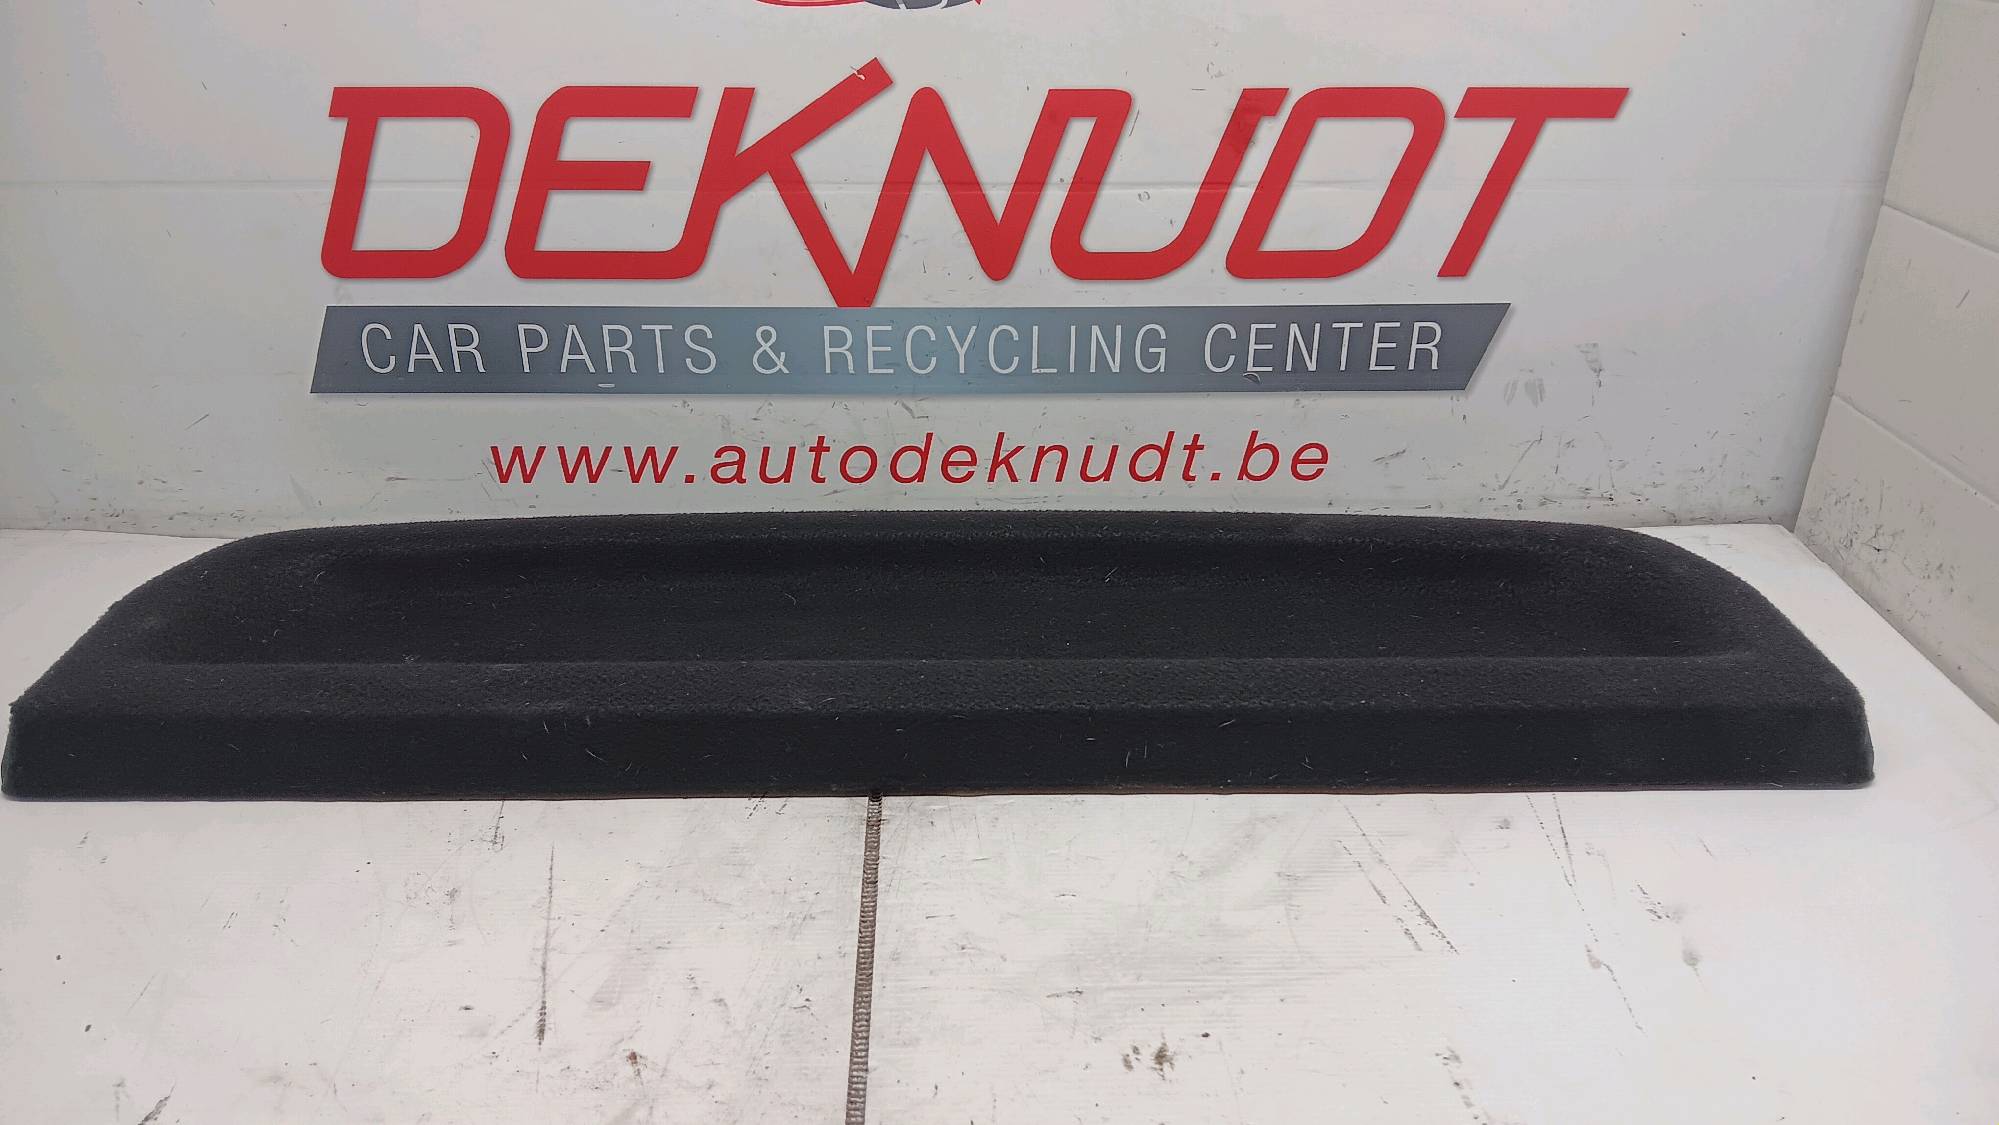 DEKNUDT
CAR PARTS & RECYCLING CENTER
www.autodeknudt.be